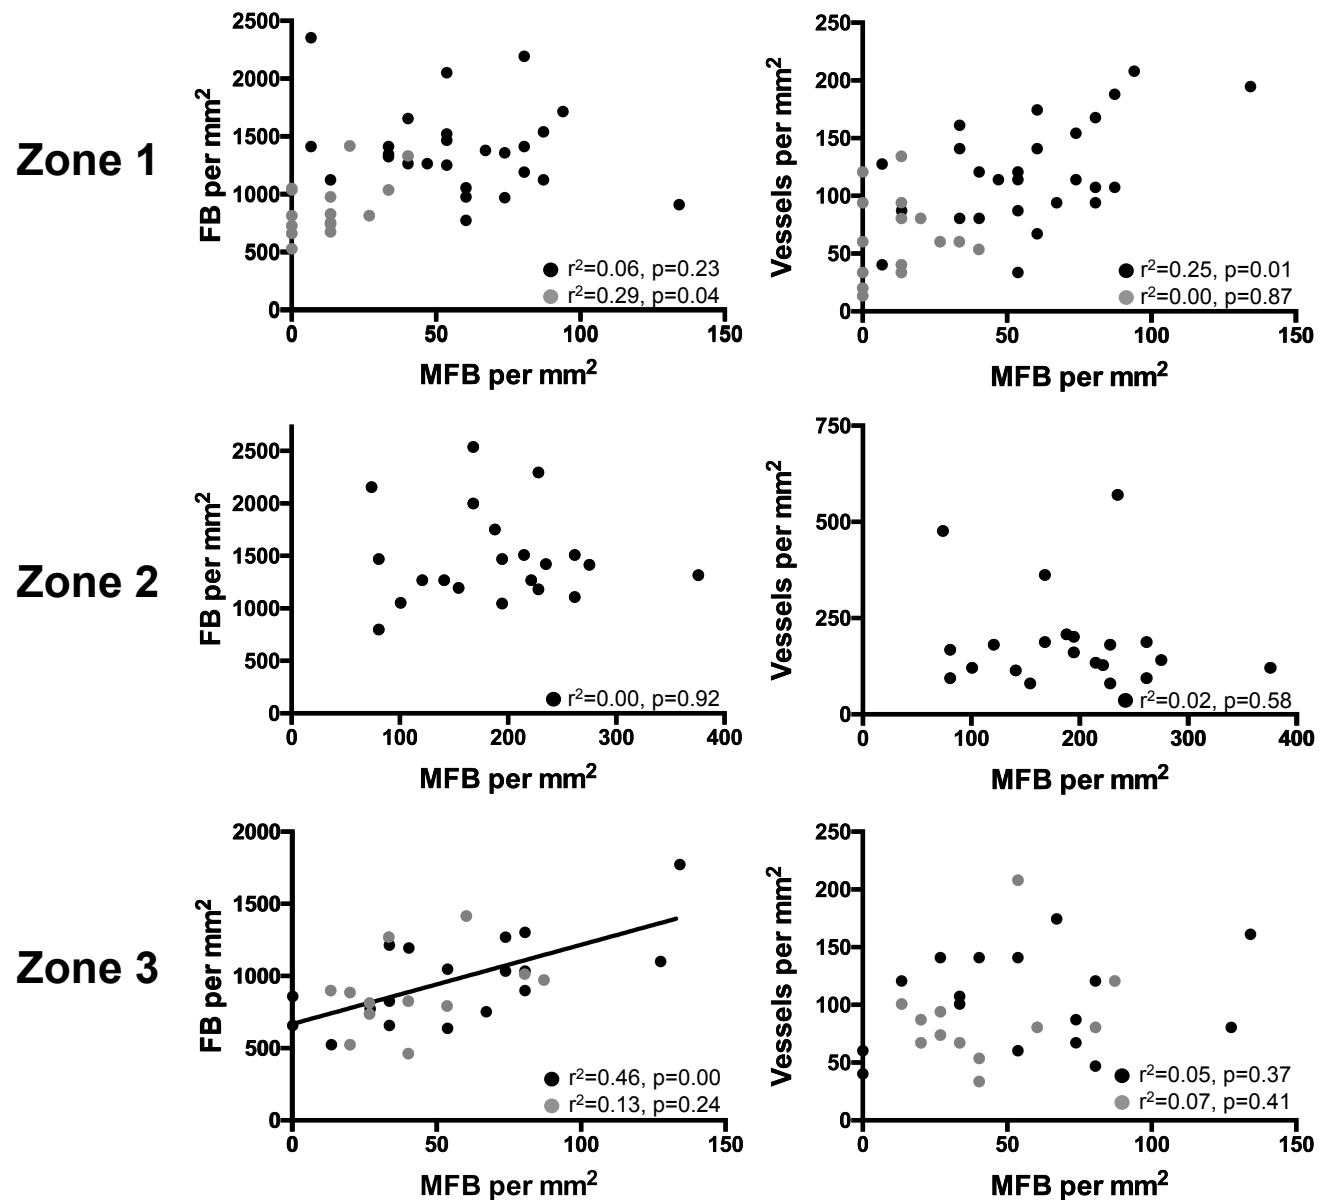 Zone 1
FB per mm²
2500
2000
1500
1000
500
0
0 50 100 150
MFB per mm²
r²=0.06, p=0.23
r²=0.29, p=0.04
Vessels per mm²
250
200
150
100
50
0
0 50 100 150
MFB per mm²
r²=0.25, p=0.01
r²=0.00, p=0.87
Zone 2
FB per mm²
2500
2000
1500
1000
500
0
0 100 200 300 400
MFB per mm²
r²=0.00, p=0.92
Vessels per mm²
750
500
250
0
0 100 200 300 400
MFB per mm²
r²=0.02, p=0.58
Zone 3
FB per mm²
2000
1500
1000
500
0
0 50 100 150
MFB per mm²
r²=0.46, p=0.00
r²=0.13, p=0.24
Vessels per mm²
250
200
150
100
50
0
0 50 100 150
MFB per mm²
r²=0.05, p=0.37
r²=0.07, p=0.41